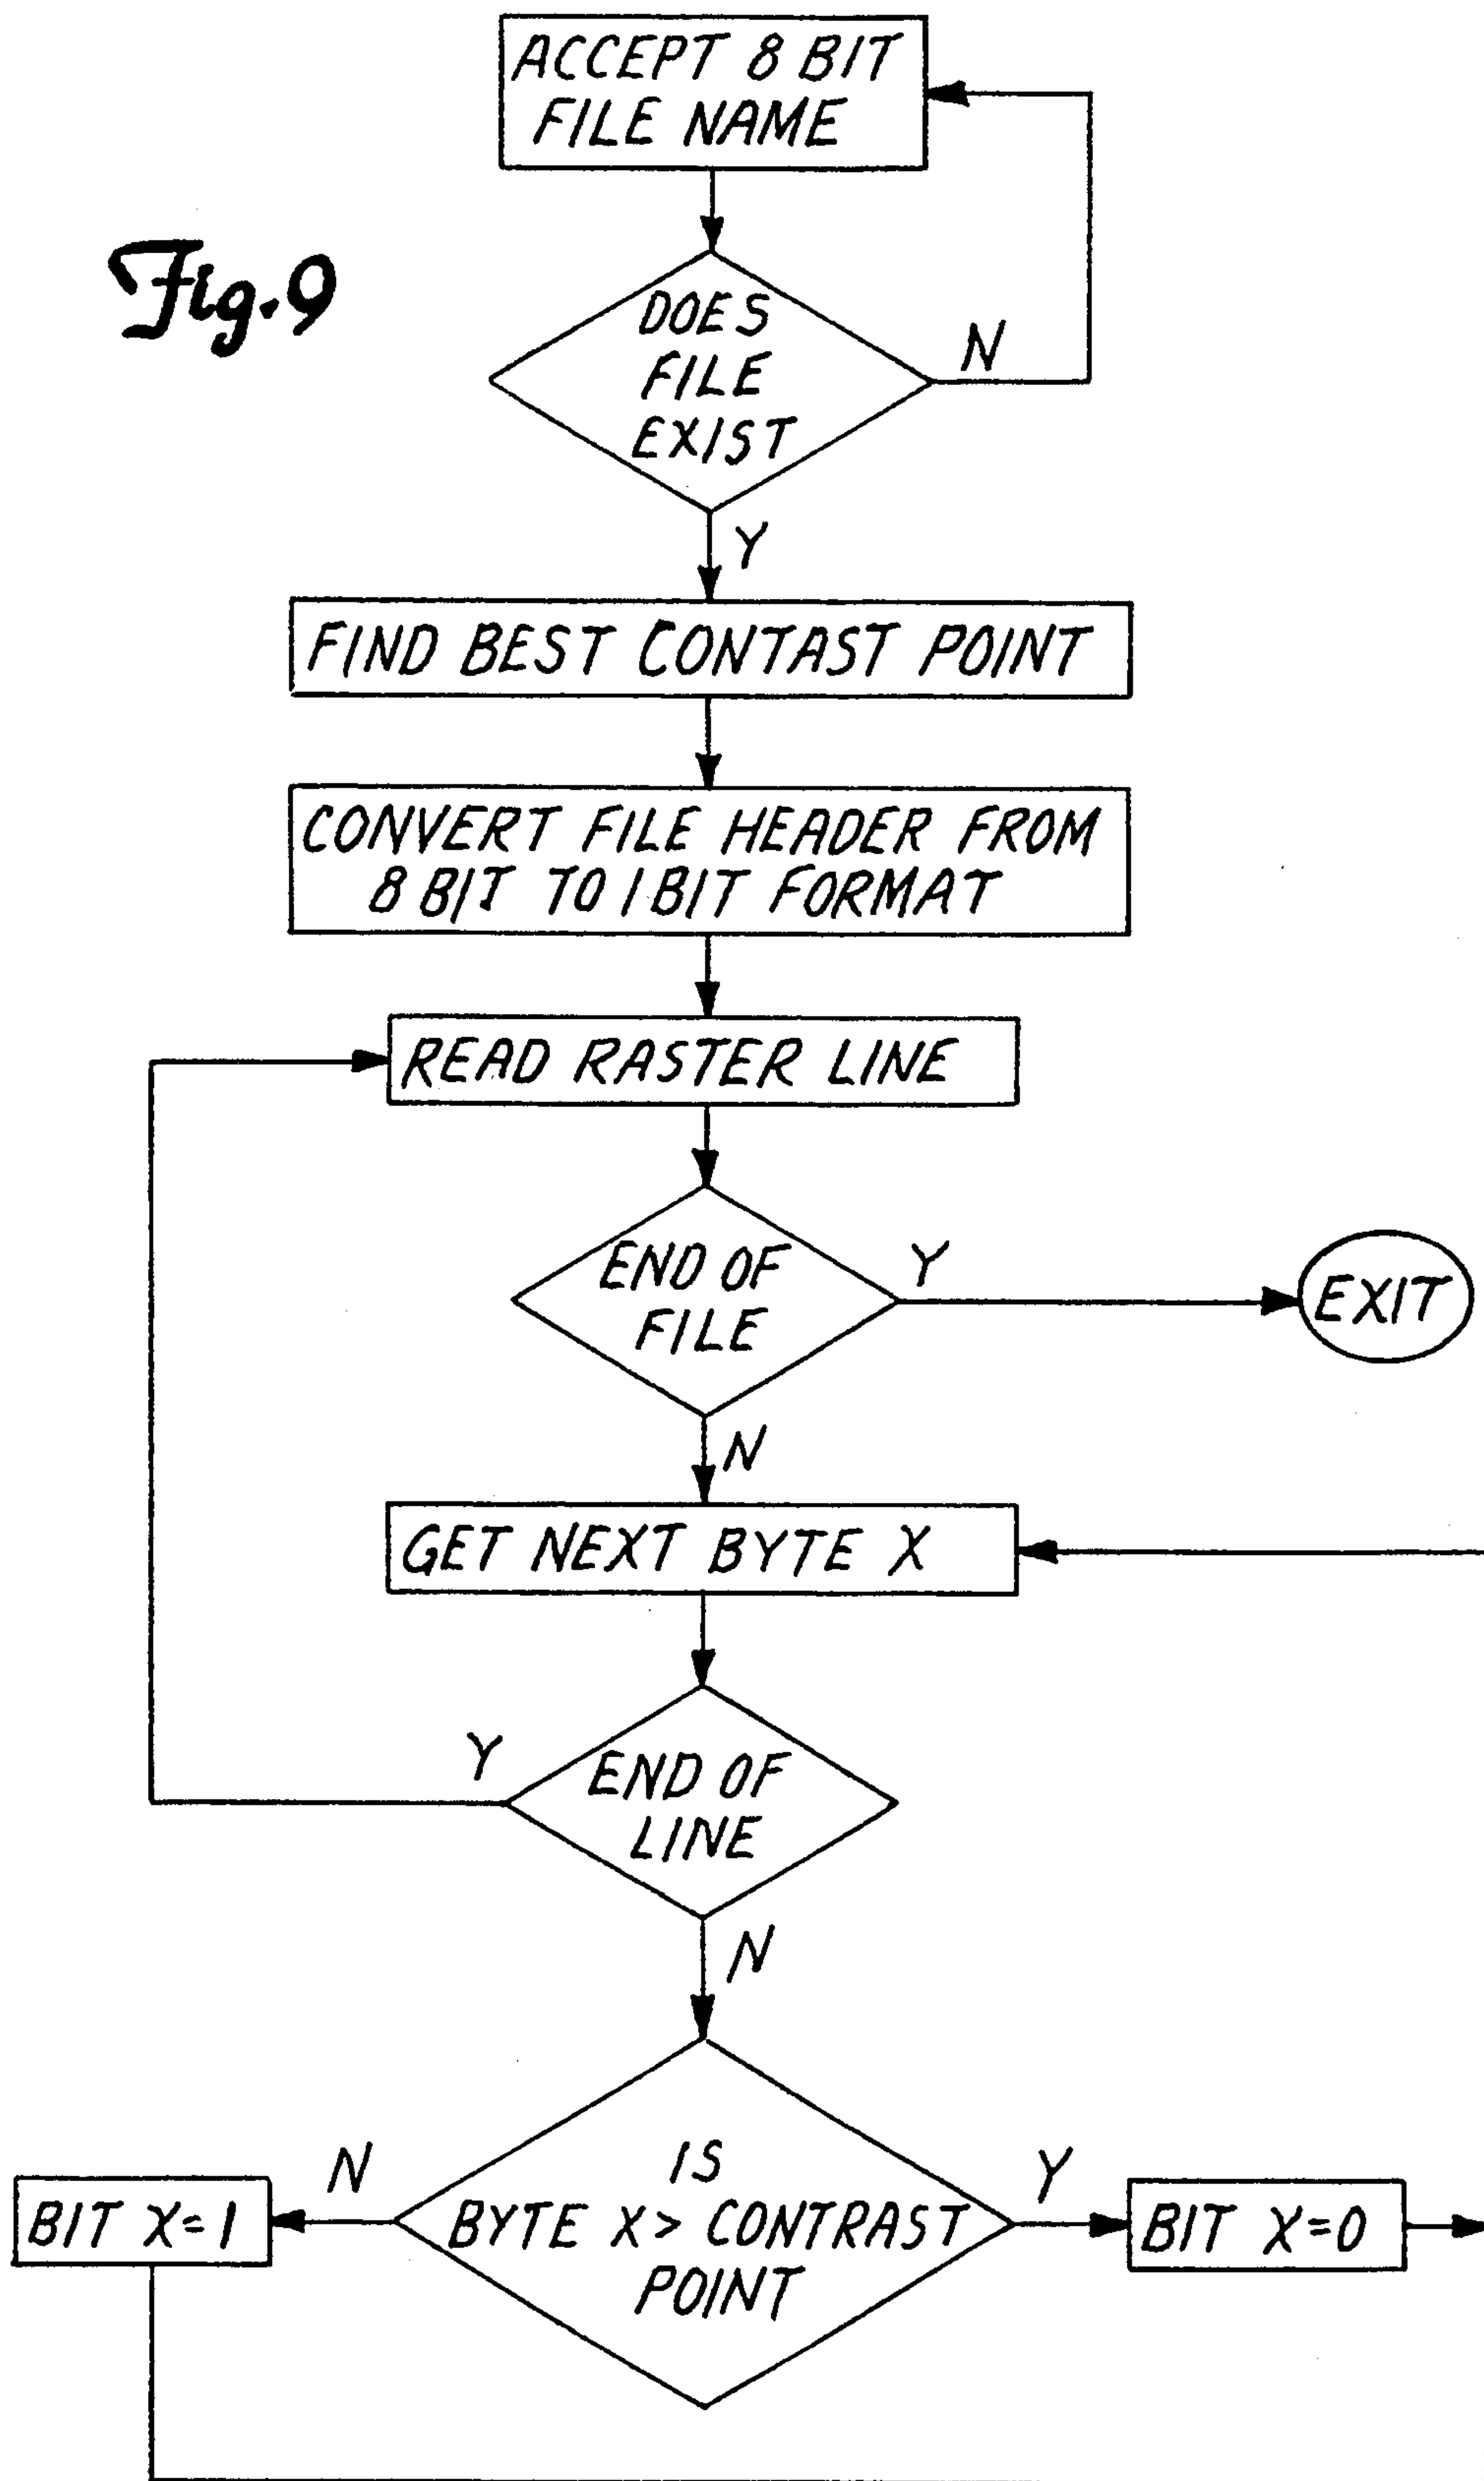 ACCEPT 8 BIT
FILE NAME
Fig. 9
DOES
FILE
EXIST
N
Y
FIND BEST CONTAST POINT
CONVERT FILE HEADER FROM
8 BIT TO 1 BIT FORMAT
READ RASTER LINE
END OF
FILE
Y
EXIT
N
GET NEXT BYTE X
Y
END OF
LINE
N
IS
BYTE X > CONTRAST
POINT
N
BIT X=1
Y
BIT X=0